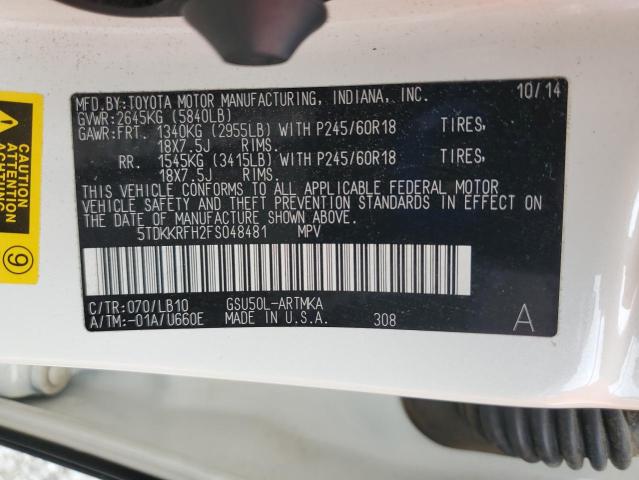 MFD.BY:TOYOTA MOTOR MANUFACTURING, INDIANA, INC. 10/14
GVWR:2645KG (5840LB)
GAWR:FRT. 1340KG (2955LB) WITH P245/60R18 TIRES,
18X7.5J RIMS.
RR. 1545KG (3415LB) WITH P245/60R18 TIRES,
18X7.5J RIMS.
THIS VEHICLE CONFORMS TO ALL APPLICABLE FEDERAL MOTOR
VEHICLE SAFETY AND THEFT PREVENTION STANDARDS IN EFFECT ON
THE DATE OF MANUFACTURE SHOWN ABOVE.
5TDKKRFH2FS048481 MPV
C/TR:070/LB10 GSU50L-ARTMKA
A/TM:-01A/U660E MADE IN U.S.A. 308 A
CAUTION
ATTENTION
ACHTUNG
9